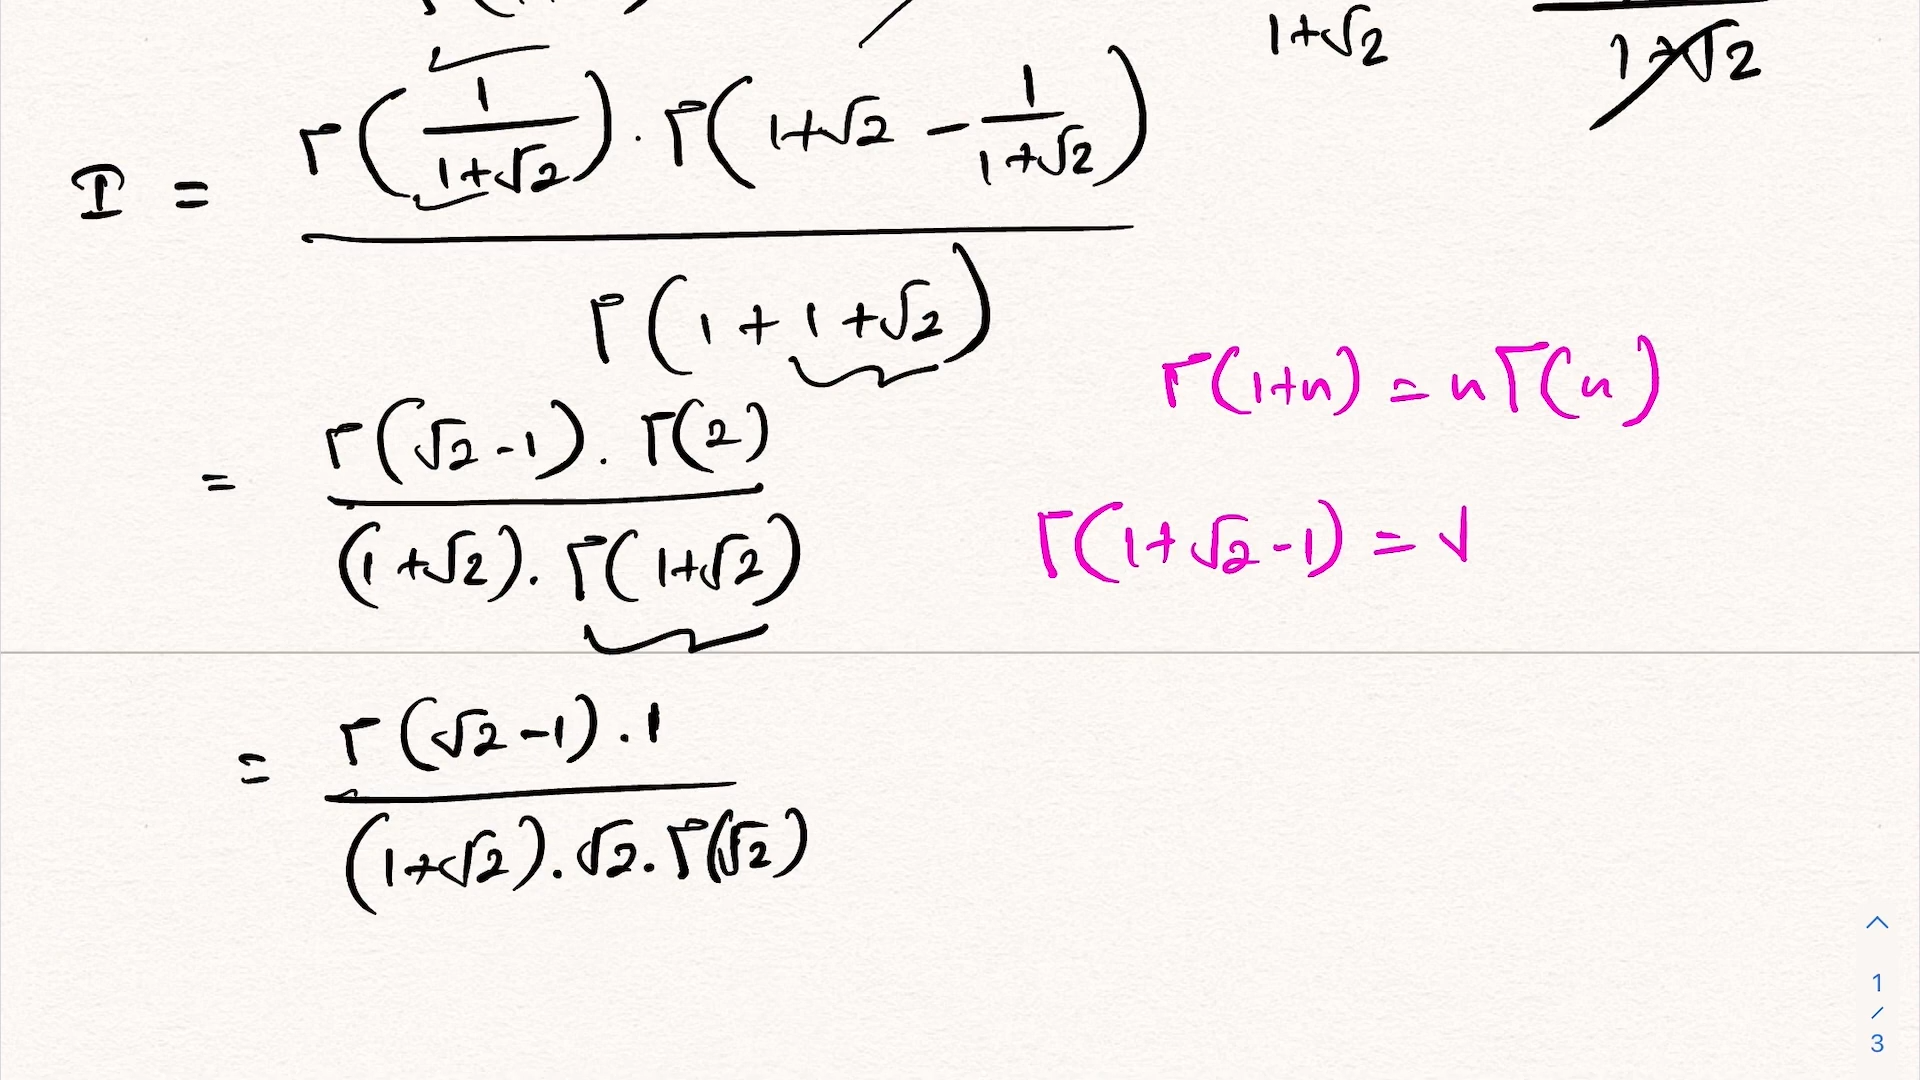 1+√2
1+√2
I = Γ(1/(1+√2)) · Γ(1+√2 − 1/(1+√2)) / Γ(1+1+√2)
Γ(1+n) = nΓ(n)
= Γ(√2-1) · Γ(2) / (1+√2) · Γ(1+√2)
Γ(1+√2-1) = √
= Γ(√2-1) · 1 / (1+√2) · √2 · Γ(√2)
1
/
3